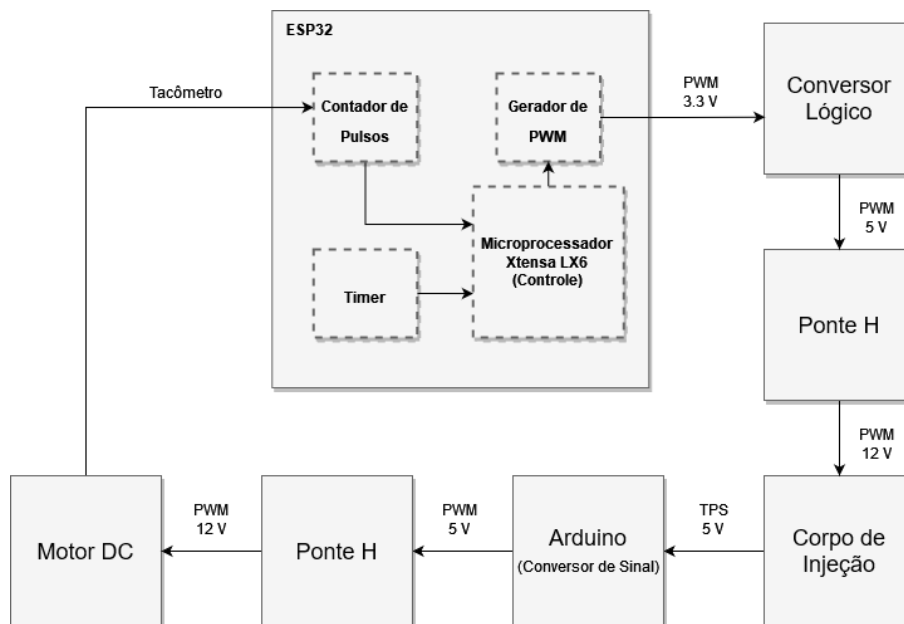 ESP32
Tacômetro
Contador de
Pulsos
Gerador de
PWM
PWM
3.3 V
Conversor
Lógico
Microprocessador
Xtensa LX6
(Controle)
Timer
PWM
5 V
Ponte H
PWM
12 V
Motor DC
PWM
12 V
Ponte H
PWM
5 V
Arduino
(Conversor de Sinal)
TPS
5 V
Corpo de
Injeção